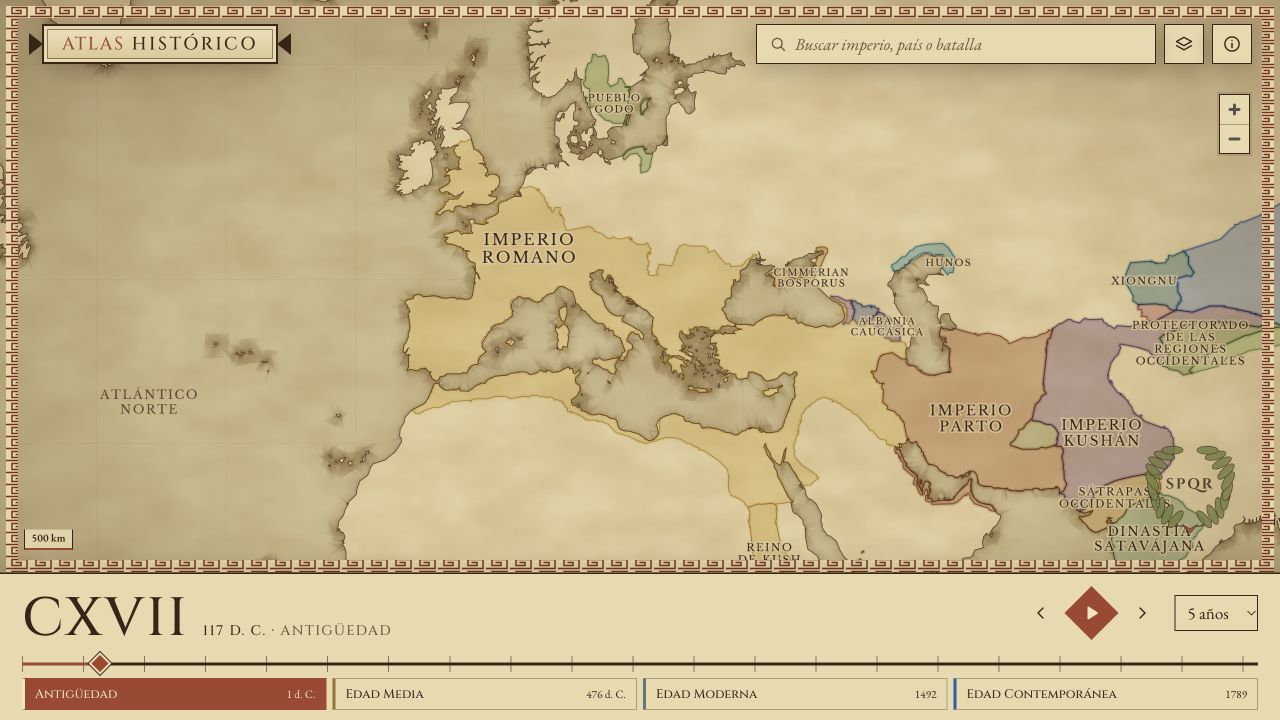 ATLAS HISTÓRICO
Buscar imperio, país o batalla
+
−
PUEBLO
GODO
IMPERIO
ROMANO
CIMMERIAN
BOSPORUS
HUNOS
XIONGNU
ALBANIA
CAUCÁSICA
PROTECTORADO
DE LAS
REGIONES
OCCIDENTALES
ATLÁNTICO
NORTE
IMPERIO
PARTO
IMPERIO
KUSHÁN
SÁTRAPAS
OCCIDENTALES
SPQR
DINASTÍA
SATAVAJANA
REINO
DE KUSH
500 km
CXVII
117 D. C. · ANTIGÜEDAD
5 años
ANTIGÜEDAD 1 d. C.
EDAD MEDIA 476 d. C.
EDAD MODERNA 1492
EDAD CONTEMPORÁNEA 1789